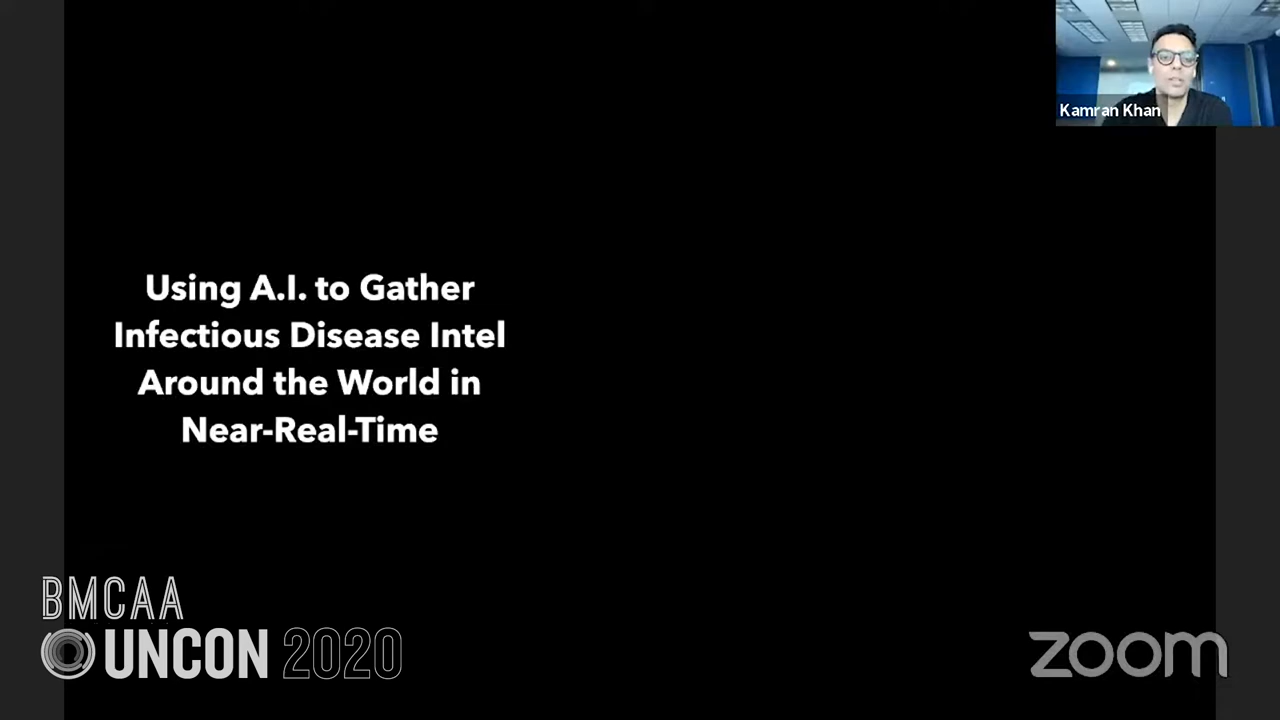 Kamran Khan
Using A.I. to Gather
Infectious Disease Intel
Around the World in
Near-Real-Time
BMCAA
UNCON 2020
zoom